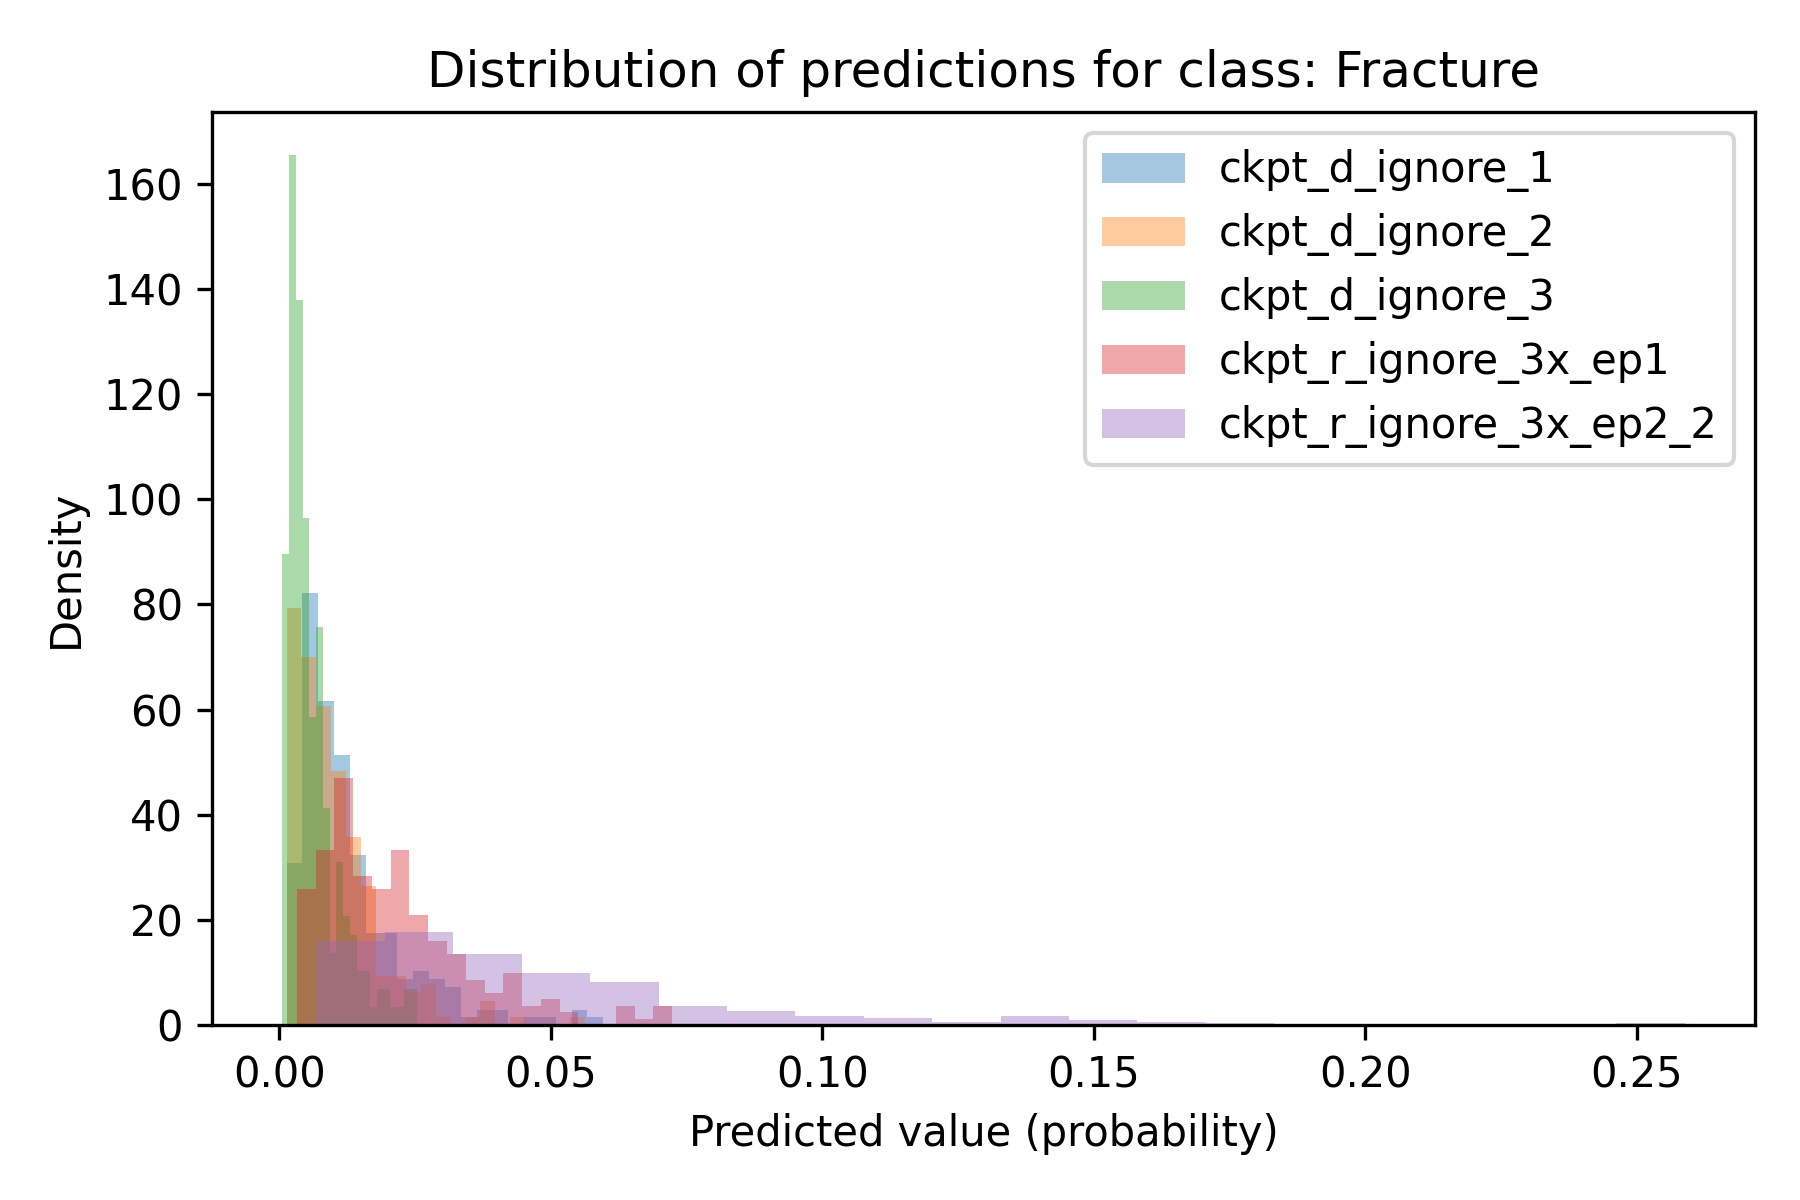 Distribution of predictions for class: Fracture
ckpt_d_ignore_1
ckpt_d_ignore_2
ckpt_d_ignore_3
ckpt_r_ignore_3x_ep1
ckpt_r_ignore_3x_ep2_2
Density
160
140
120
100
80
60
40
20
0
0.00 0.05 0.10 0.15 0.20 0.25
Predicted value (probability)